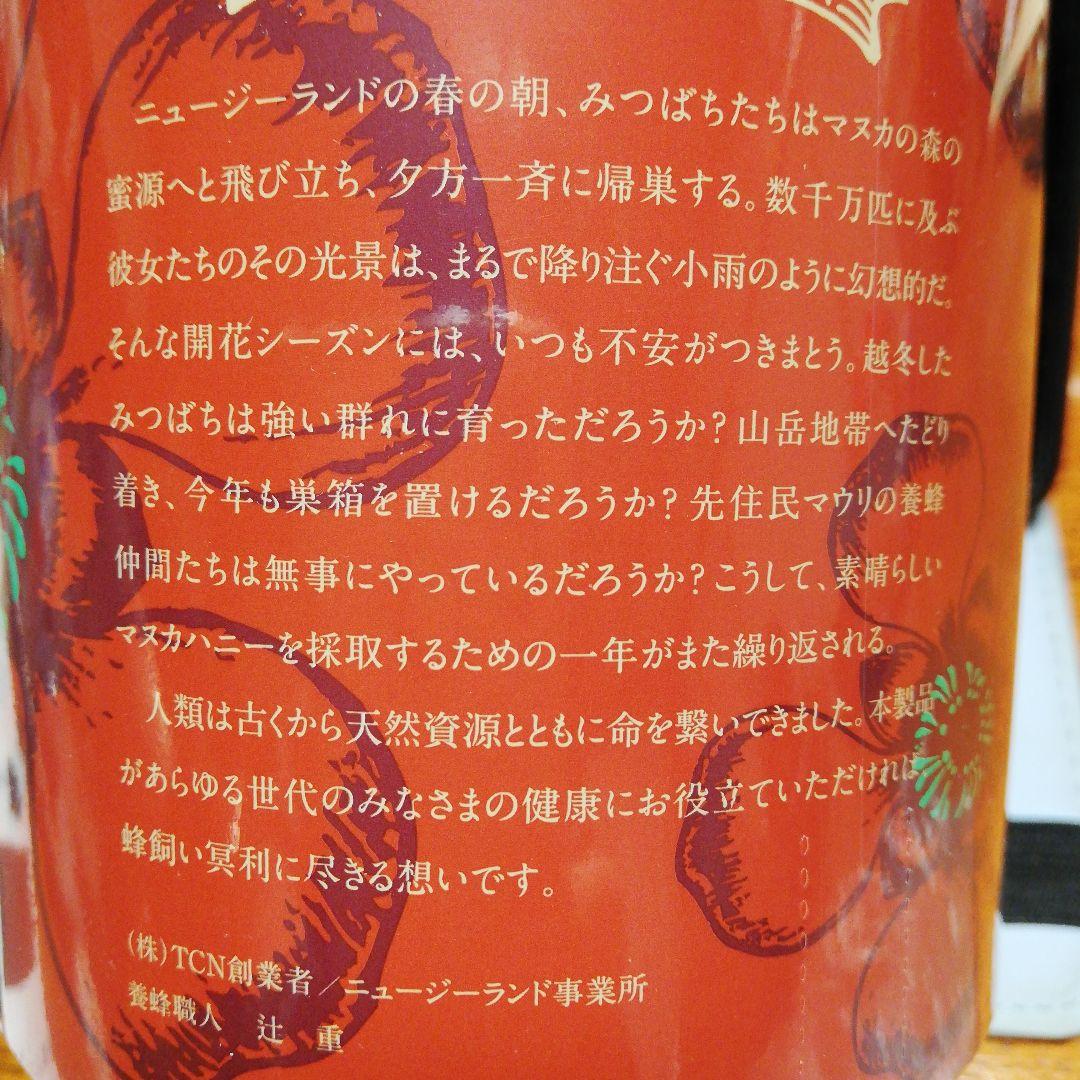 ニュージーランドの春の朝、みつばちたちはマヌカの森の
蜜源へと飛び立ち、夕方一斉に帰巣する。数千万匹に及ぶ
彼女たちのその光景は、まるで降り注ぐ小雨のように幻想的だ。
そんな開花シーズンには、いつも不安がつきまとう。越冬した
みつばちは強い群れに育っただろうか?山岳地帯へたどり
着き、今年も巣箱を置けるだろうか?先住民マウリの養蜂
仲間たちは無事にやっているだろうか?こうして、素晴らしい
マヌカハニーを採取するための一年がまた繰り返される。
人類は古くから天然資源とともに命を繋いできました。本製品
があらゆる世代のみなさまの健康にお役立ていただければ
蜂飼い冥利に尽きる想いです。
(株)TCN創業者/ニュージーランド事業所
養蜂職人 辻 重